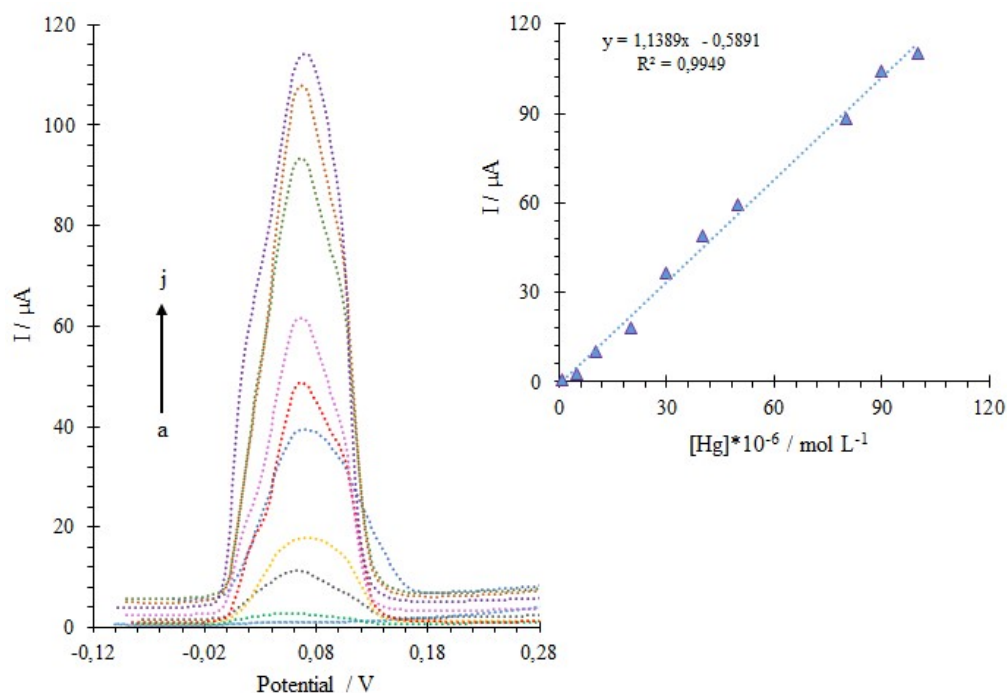 120
100
80
60
40
20
0
I / µA
j
a
-0,12
-0,02
0,08
0,18
0,28
Potential / V
y = 1,1389x - 0,5891
R² = 0,9949
120
90
60
30
0
I / µA
0
30
60
90
120
[Hg]*10⁻⁶ / mol L⁻¹